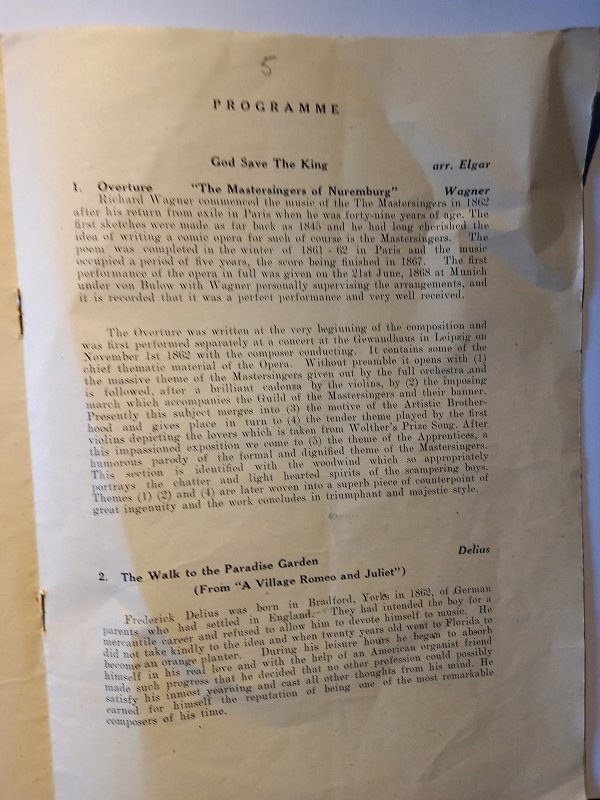 5
PROGRAMME
God Save The King arr. Elgar
1. Overture "The Mastersingers of Nuremburg" Wagner
Richard Wagner commenced the music of the The Mastersingers in 1862
after his return from exile in Paris when he was forty-nine years of age. The
first sketches were made as far back as 1845 and he had long cherished the
idea of writing a comic opera for such of course is the Mastersingers. The
poem was completed in the winter of 1861 - 62 in Paris and the music
occupied a period of five years, the score being finished in 1867. The first
performance of the opera in full was given on the 21st June, 1868 at Munich
under von Bulow with Wagner personally supervising the arrangements, and
it is recorded that it was a perfect performance and very well received.
The Overture was written at the very beginning of the composition and
was first performed separately at a concert at the Gewandhaus in Leipzig on
November 1st 1862 with the composer conducting. It contains some of the
chief thematic material of the Opera. Without preamble it opens with (1)
the massive theme of the Mastersingers given out by the full orchestra and
is followed, after a brilliant cadenza by the violins, by (2) the imposing
march which accompanies the Guild of the Mastersingers and their banner.
Presently this subject merges into (3) the motive of the Artistic Brother-
hood and gives place in turn to (4) the tender theme played by the first
violins depicting the lovers which is taken from Wolther's Prize Song. After
this impassioned exposition we come to (5) the theme of the Apprentices, a
humorous parody of the formal and dignified theme of the Mastersingers.
This section is identified with the woodwind which so appropriately
portrays the chatter and light hearted spirits of the scampering boys.
Themes (1) (2) and (4) are later woven into a superb piece of counterpoint of
great ingenuity and the work concludes in triumphant and majestic style.
Delius
2. The Walk to the Paradise Garden
(From "A Village Romeo and Juliet")
Frederick Delius was born in Bradford, Yorks in 1862, of German
parents who had settled in England. They had intended the boy for a
mercantile career and refused to allow him to devote himself to music. He
did not take kindly to the idea and when twenty years old went to Florida to
become an orange planter. During his leisure hours he began to absorb
himself in his real love and with the help of an American organist friend
made such progress that he decided that no other profession could possibly
satisfy his inmost yearning and cast all other thoughts from his mind. He
earned for himself the reputation of being one of the most remarkable
composers of his time.